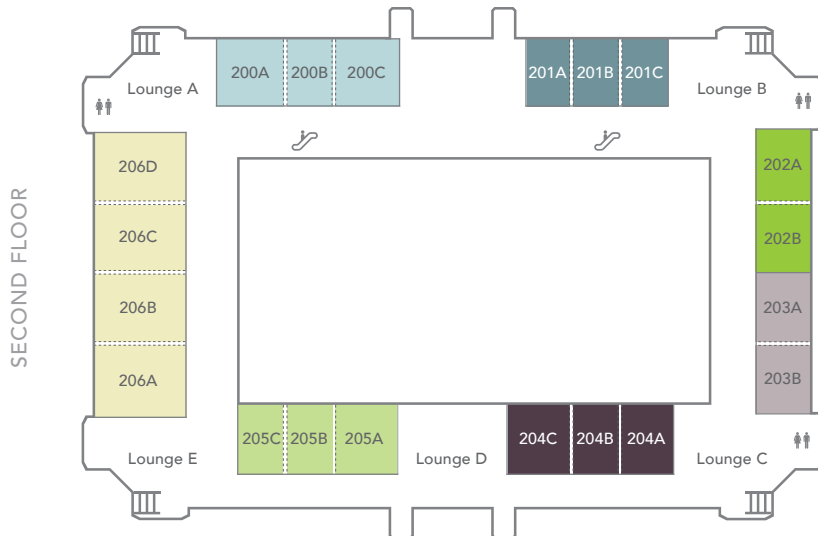 200A 200B 200C
201A 201B 201C
Lounge A
Lounge B
206D
202A
206C
202B
206B
203A
206A
203B
205C 205B 205A
204C 204B 204A
Lounge E
Lounge D
Lounge C
SECOND FLOOR